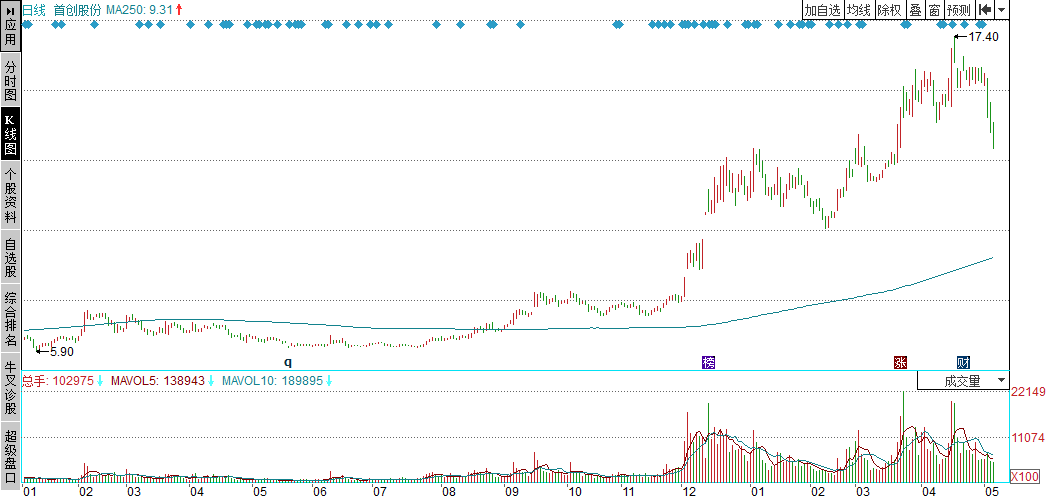 日线 首创股份 MA250: 9.31
加自选 均线 除权 叠 窗 预测
应用
分时图
K线图
个股资料
自选股
综合排名
牛叉诊股
超级盘口
17.40
5.90
q
榜 涨 财
总手: 102975 MAVOL5: 138943 MAVOL10: 189895
成交量
22149
11074
X100
01 02 03 04 05 06 07 08 09 10 11 12 01 02 03 04 05